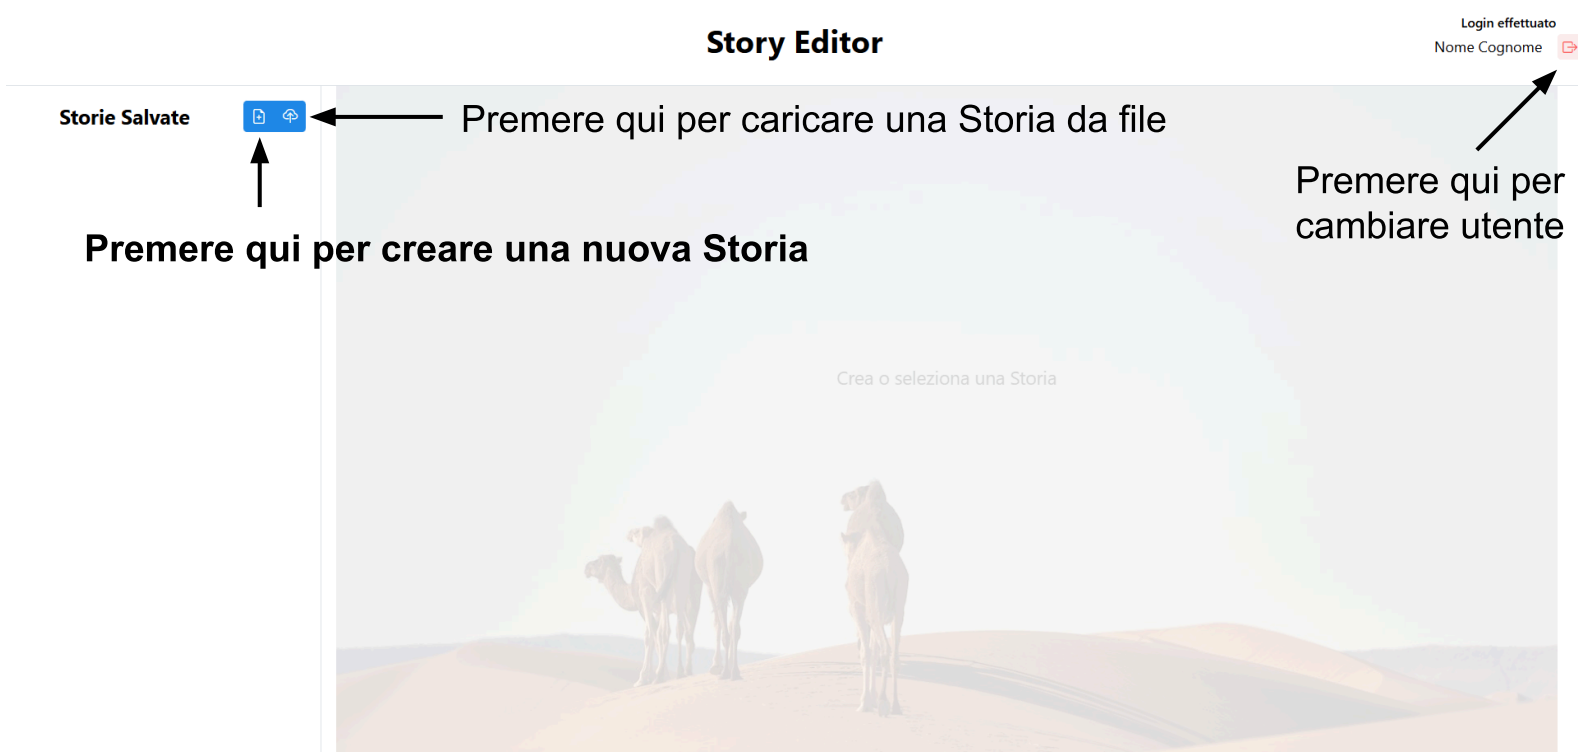 Story Editor
Login effettuato
Nome Cognome
Storie Salvate
Premere qui per caricare una Storia da file
Premere qui per
cambiare utente
Premere qui per creare una nuova Storia
Crea o seleziona una Storia